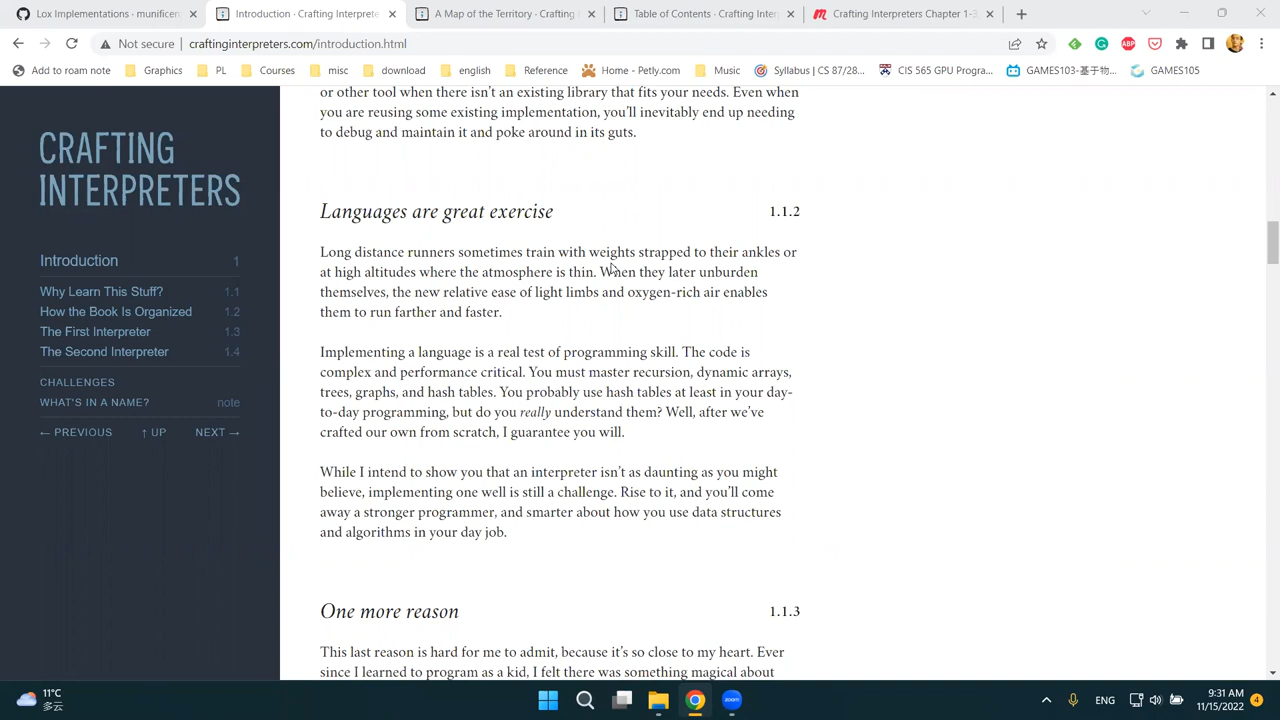 Lox Implementations · munificen
Introduction · Crafting Interprete
A Map of the Territory · Crafting
Table of Contents · Crafting Inter
Crafting Interpreters Chapter 1-3
Not secure
craftinginterpreters.com/introduction.html
Add to roam note
Graphics
PL
Courses
misc
download
english
Reference
Home - Petly.com
Music
Syllabus | CS 87/28...
CIS 565 GPU Progra...
GAMES103-基于物...
GAMES105
CRAFTING
INTERPRETERS
Introduction 1
Why Learn This Stuff? 1.1
How the Book Is Organized 1.2
The First Interpreter 1.3
The Second Interpreter 1.4
CHALLENGES
WHAT'S IN A NAME? note
← PREVIOUS ↑ UP NEXT →
or other tool when there isn't an existing library that fits your needs. Even when
you are reusing some existing implementation, you'll inevitably end up needing
to debug and maintain it and poke around in its guts.
Languages are great exercise 1.1.2
Long distance runners sometimes train with weights strapped to their ankles or
at high altitudes where the atmosphere is thin. When they later unburden
themselves, the new relative ease of light limbs and oxygen-rich air enables
them to run farther and faster.
Implementing a language is a real test of programming skill. The code is
complex and performance critical. You must master recursion, dynamic arrays,
trees, graphs, and hash tables. You probably use hash tables at least in your day-
to-day programming, but do you really understand them? Well, after we've
crafted our own from scratch, I guarantee you will.
While I intend to show you that an interpreter isn't as daunting as you might
believe, implementing one well is still a challenge. Rise to it, and you'll come
away a stronger programmer, and smarter about how you use data structures
and algorithms in your day job.
One more reason 1.1.3
This last reason is hard for me to admit, because it's so close to my heart. Ever
since I learned to program as a kid, I felt there was something magical about
11°C
多云
zoom
ENG
9:31 AM
11/15/2022
4